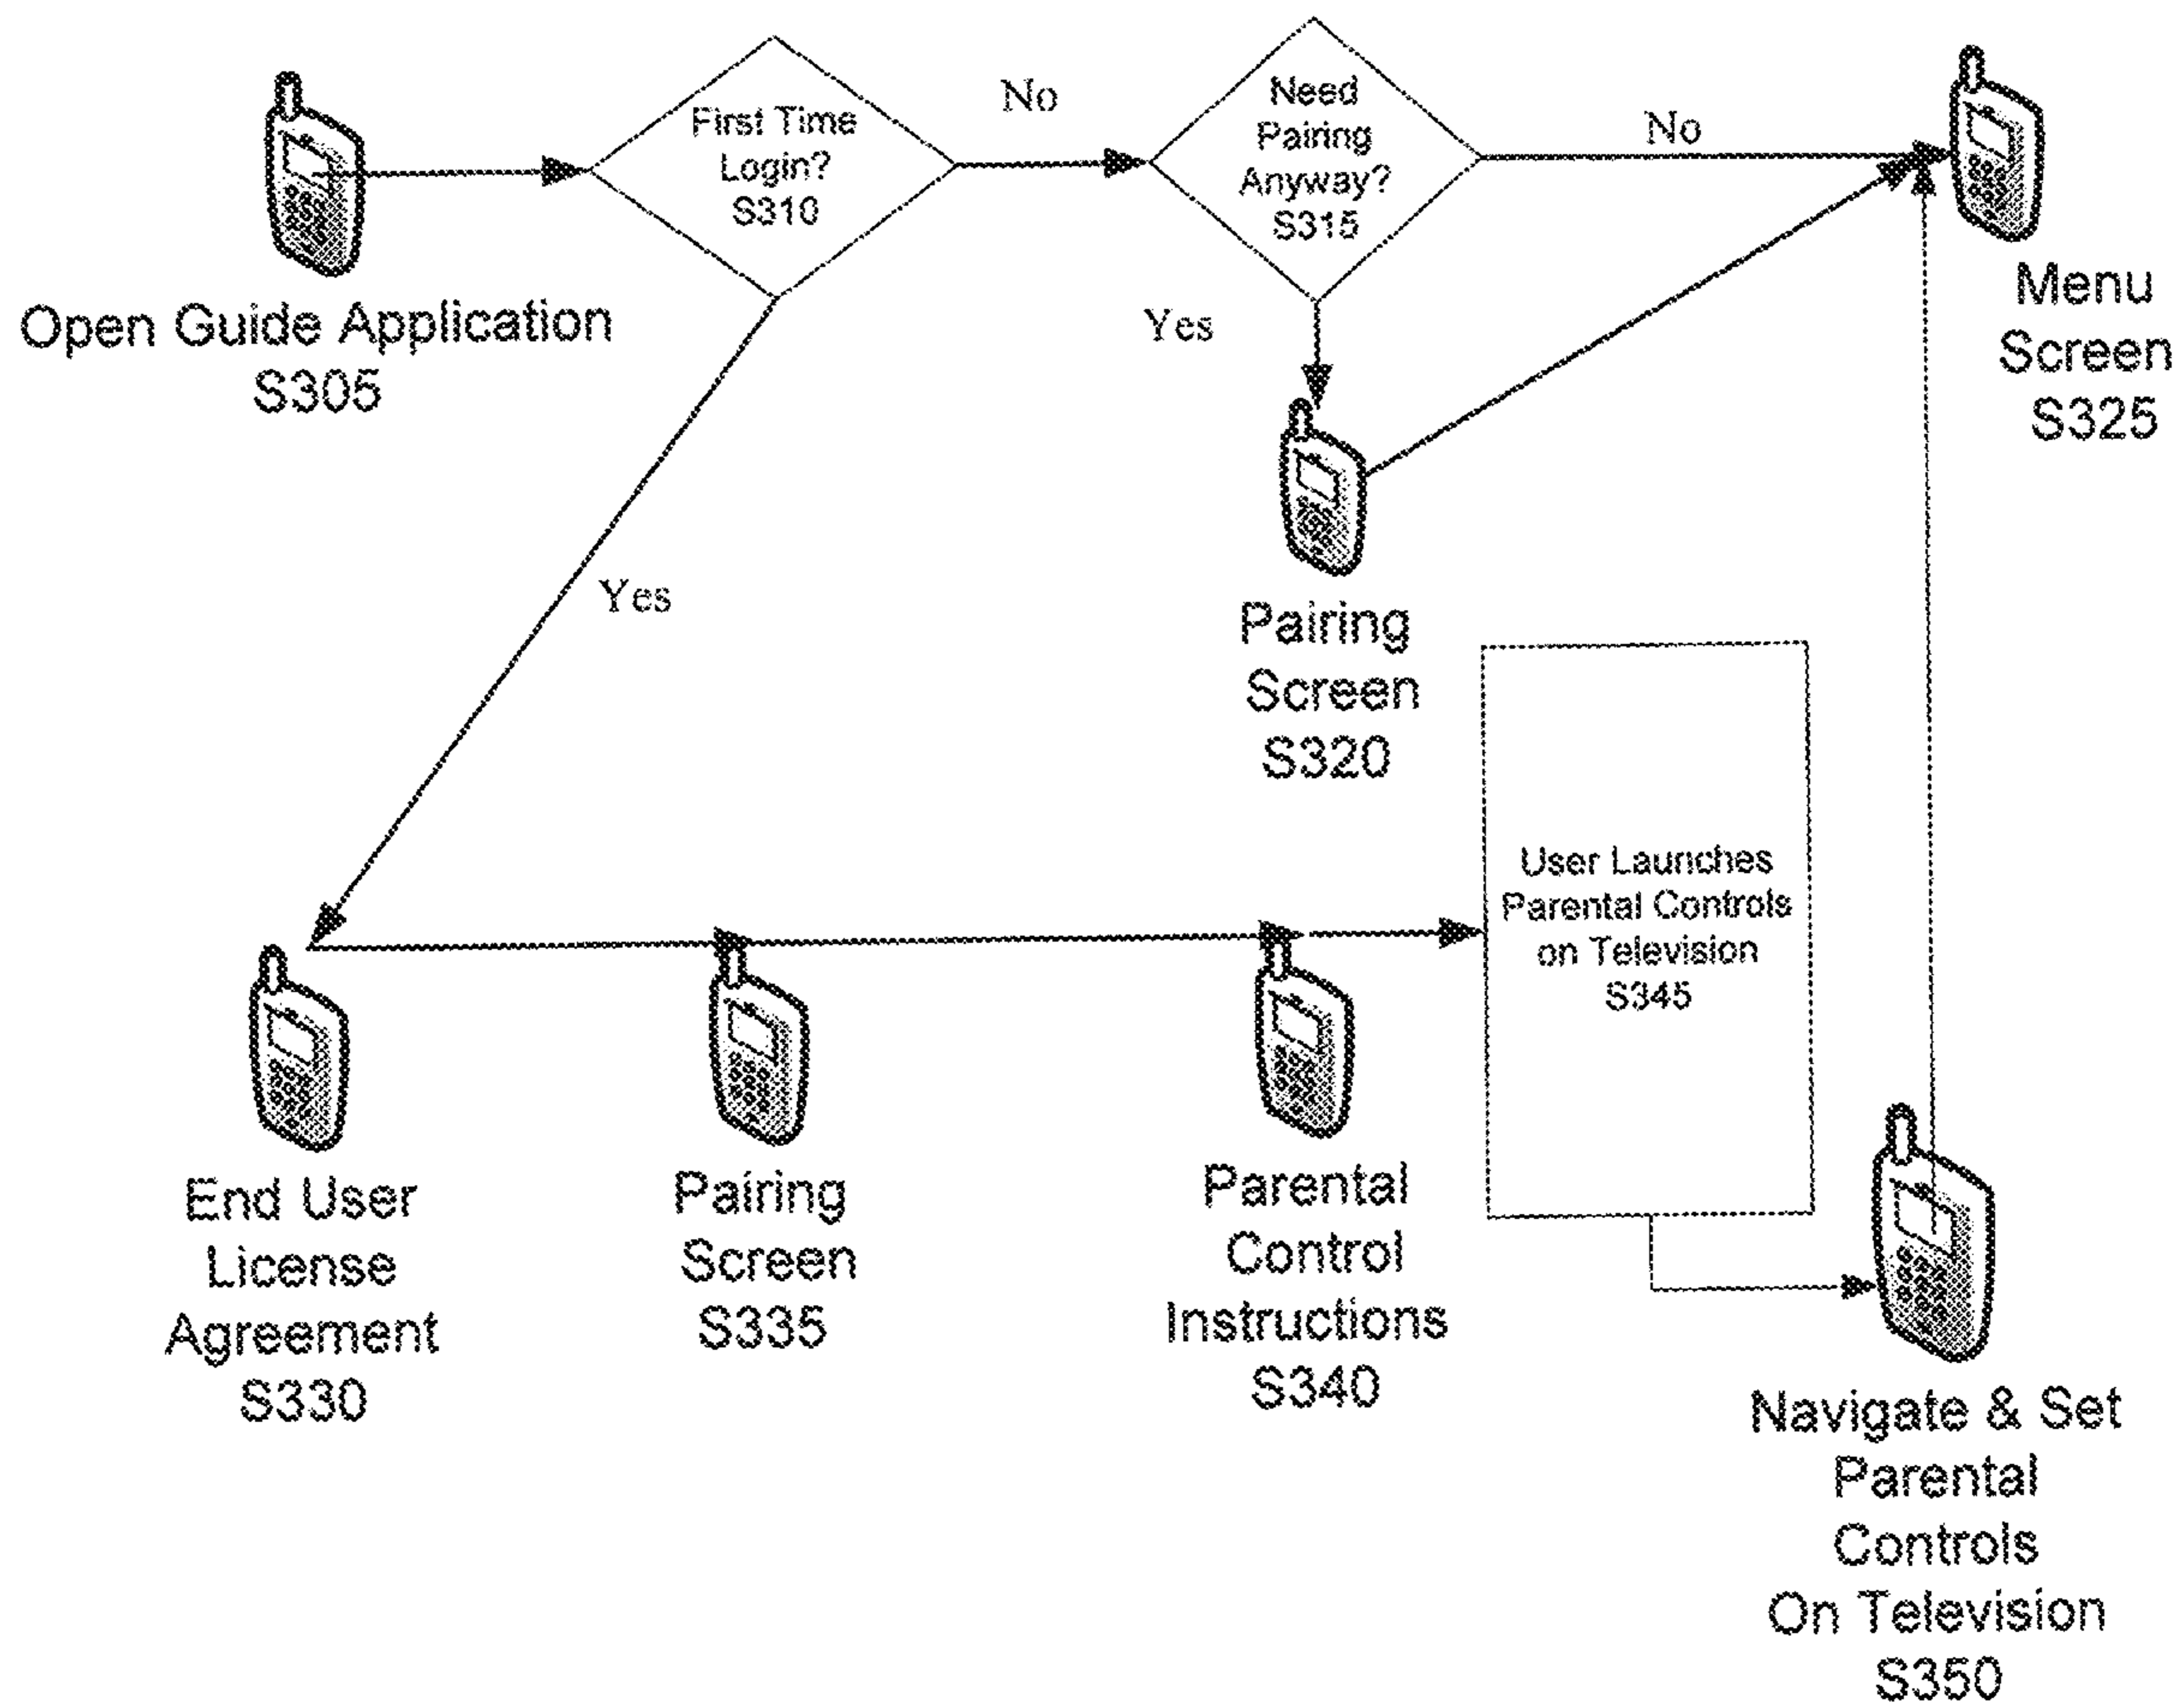 Open Guide Application
S305
First Time
Login?
S310
No
Need
Pairing
Anyway?
S315
No
Menu
Screen
S325
Yes
Pairing
Screen
S320
Yes
User Launches
Parental Controls
on Television
S345
End User
License
Agreement
S330
Pairing
Screen
S335
Parental
Control
Instructions
S340
Navigate & Set
Parental
Controls
On Television
S350